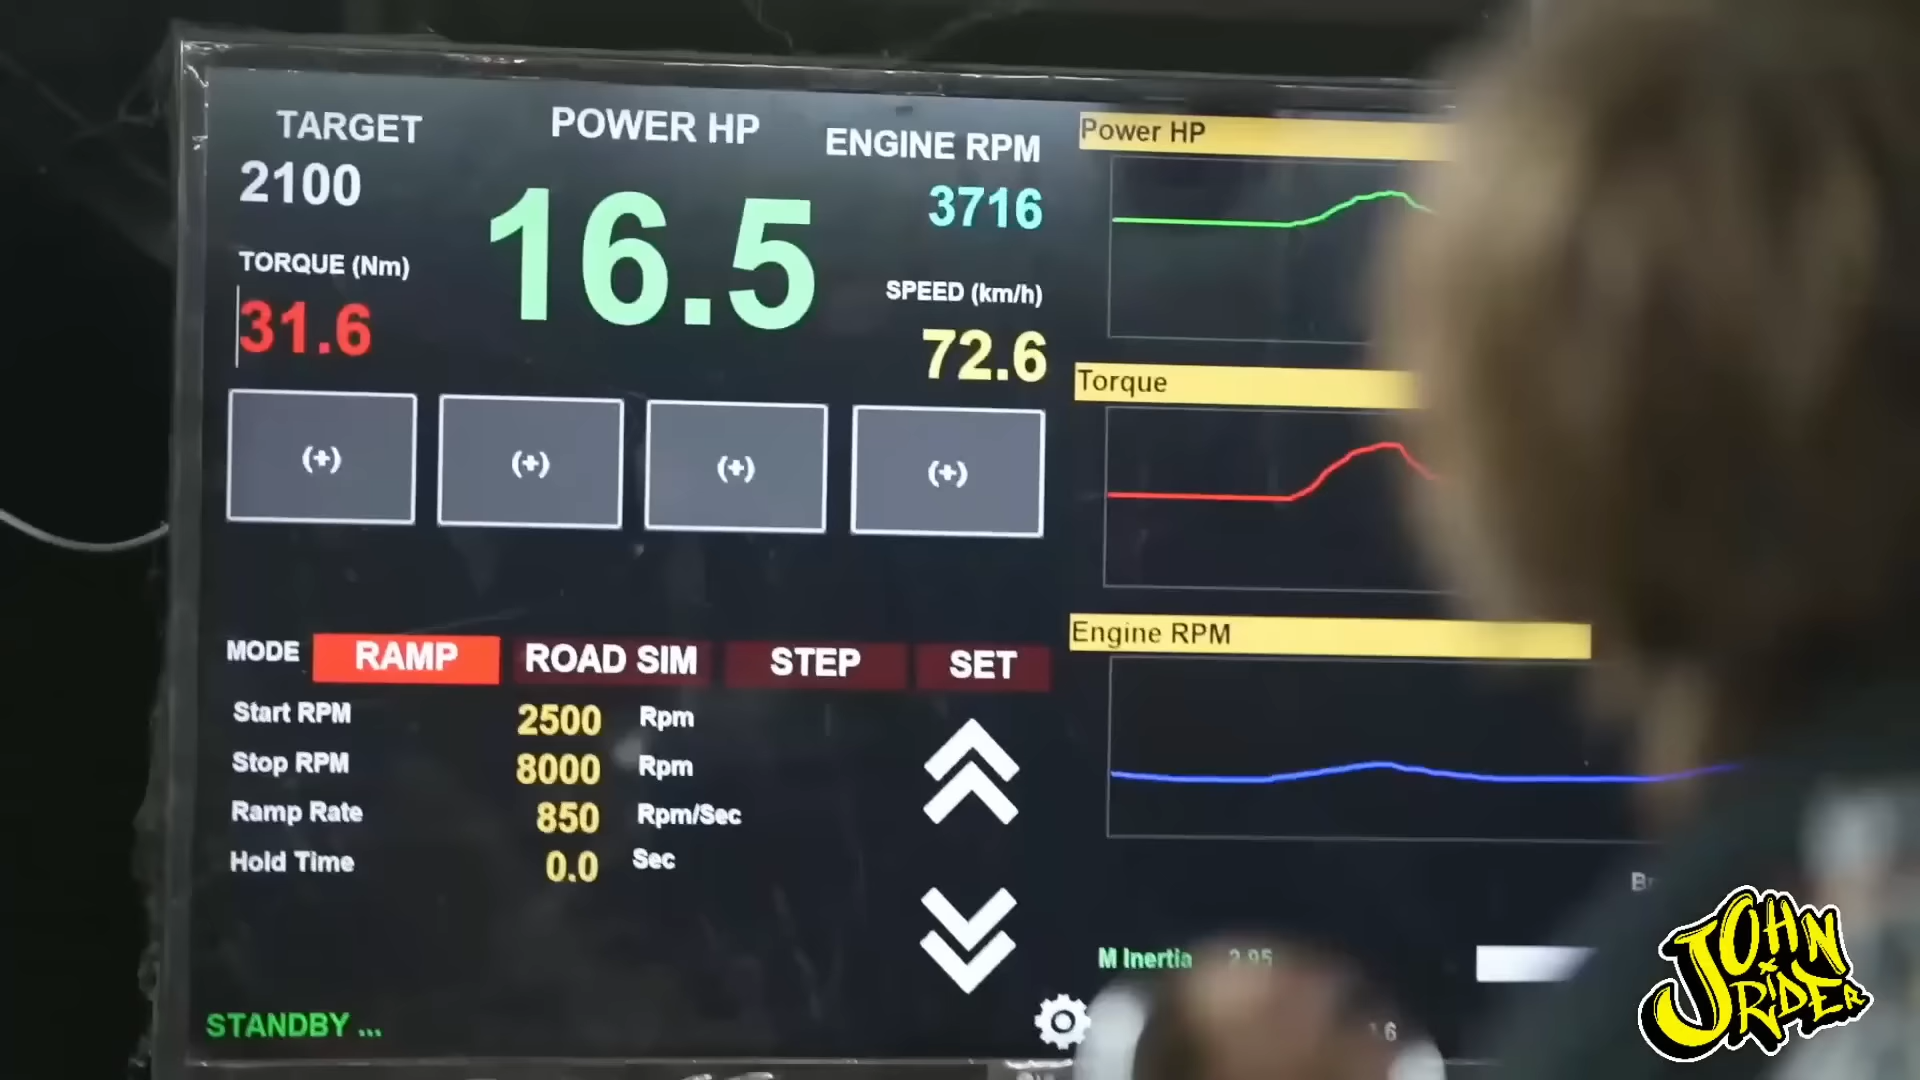 TARGET
2100
POWER HP
16.5
ENGINE RPM
3716
TORQUE (Nm)
31.6
SPEED (km/h)
72.6
(+) (+) (+) (+)
MODE RAMP ROAD SIM STEP SET
Start RPM 2500 Rpm
Stop RPM 8000 Rpm
Ramp Rate 850 Rpm/Sec
Hold Time 0.0 Sec
STANDBY ...
Power HP
Torque
Engine RPM
M Inertia 2.95
JOHN
RIDER